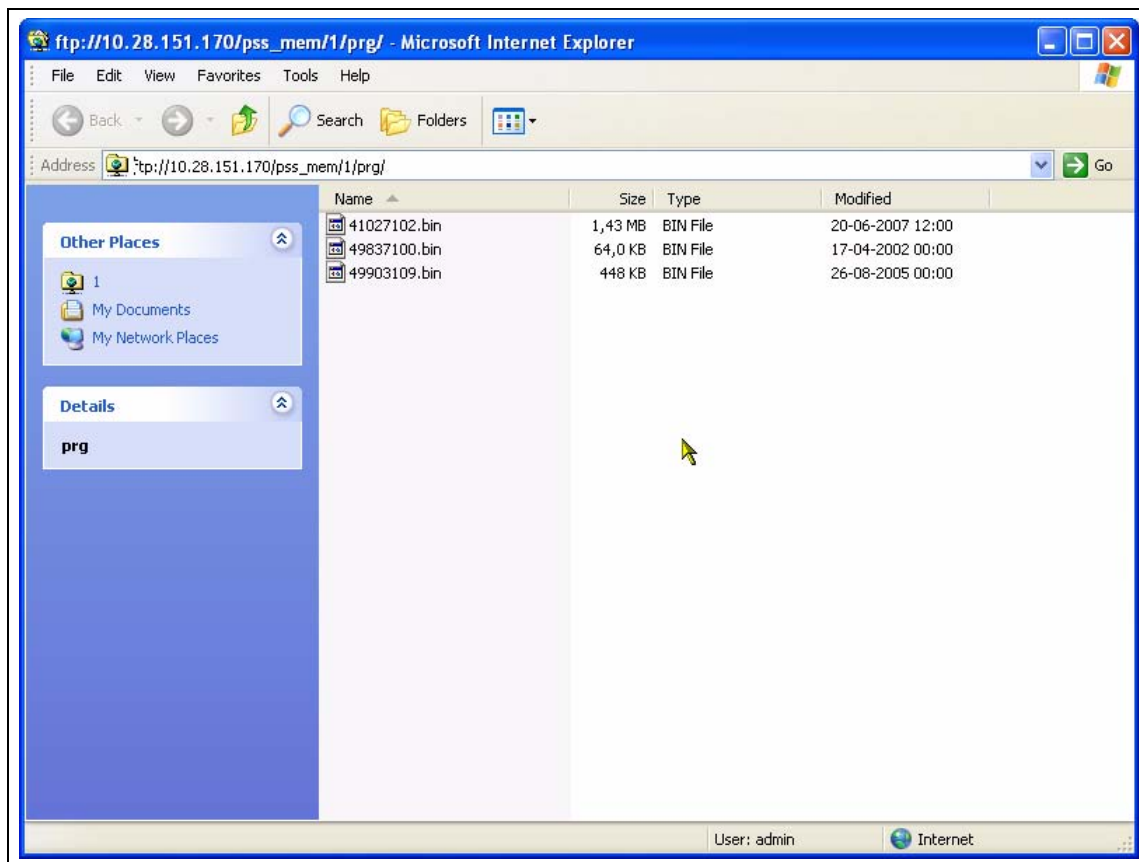 ftp://10.28.151.170/pss_mem/1/prg/ - Microsoft Internet Explorer
File Edit View Favorites Tools Help
Back Search Folders
Address tp://10.28.151.170/pss_mem/1/prg/ Go
Name Size Type Modified
41027102.bin 1,43 MB BIN File 20-06-2007 12:00
49837100.bin 64,0 KB BIN File 17-04-2002 00:00
49903109.bin 448 KB BIN File 26-08-2005 00:00
Other Places
1
My Documents
My Network Places
Details
prg
User: admin Internet